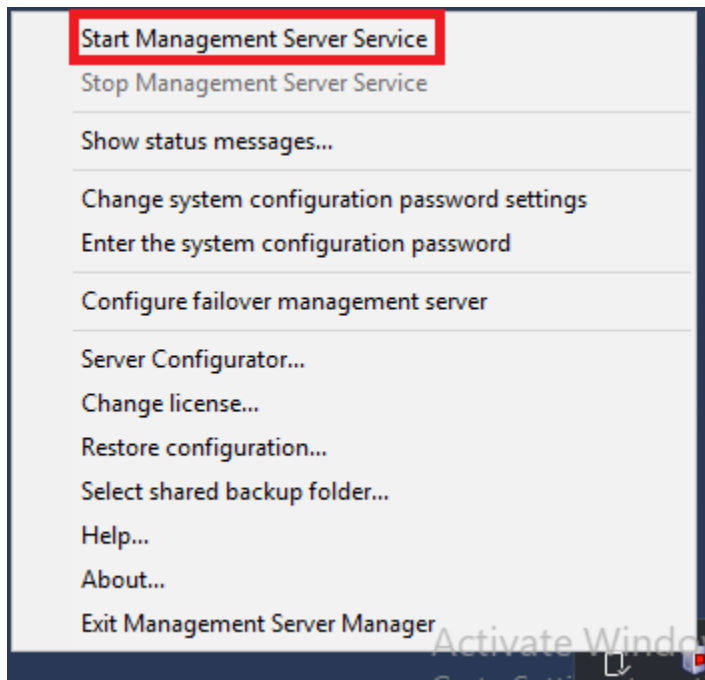 Start Management Server Service
Stop Management Server Service
Show status messages...
Change system configuration password settings
Enter the system configuration password
Configure failover management server
Server Configurator...
Change license...
Restore configuration...
Select shared backup folder...
Help...
About...
Exit Management Server Manager
Activate